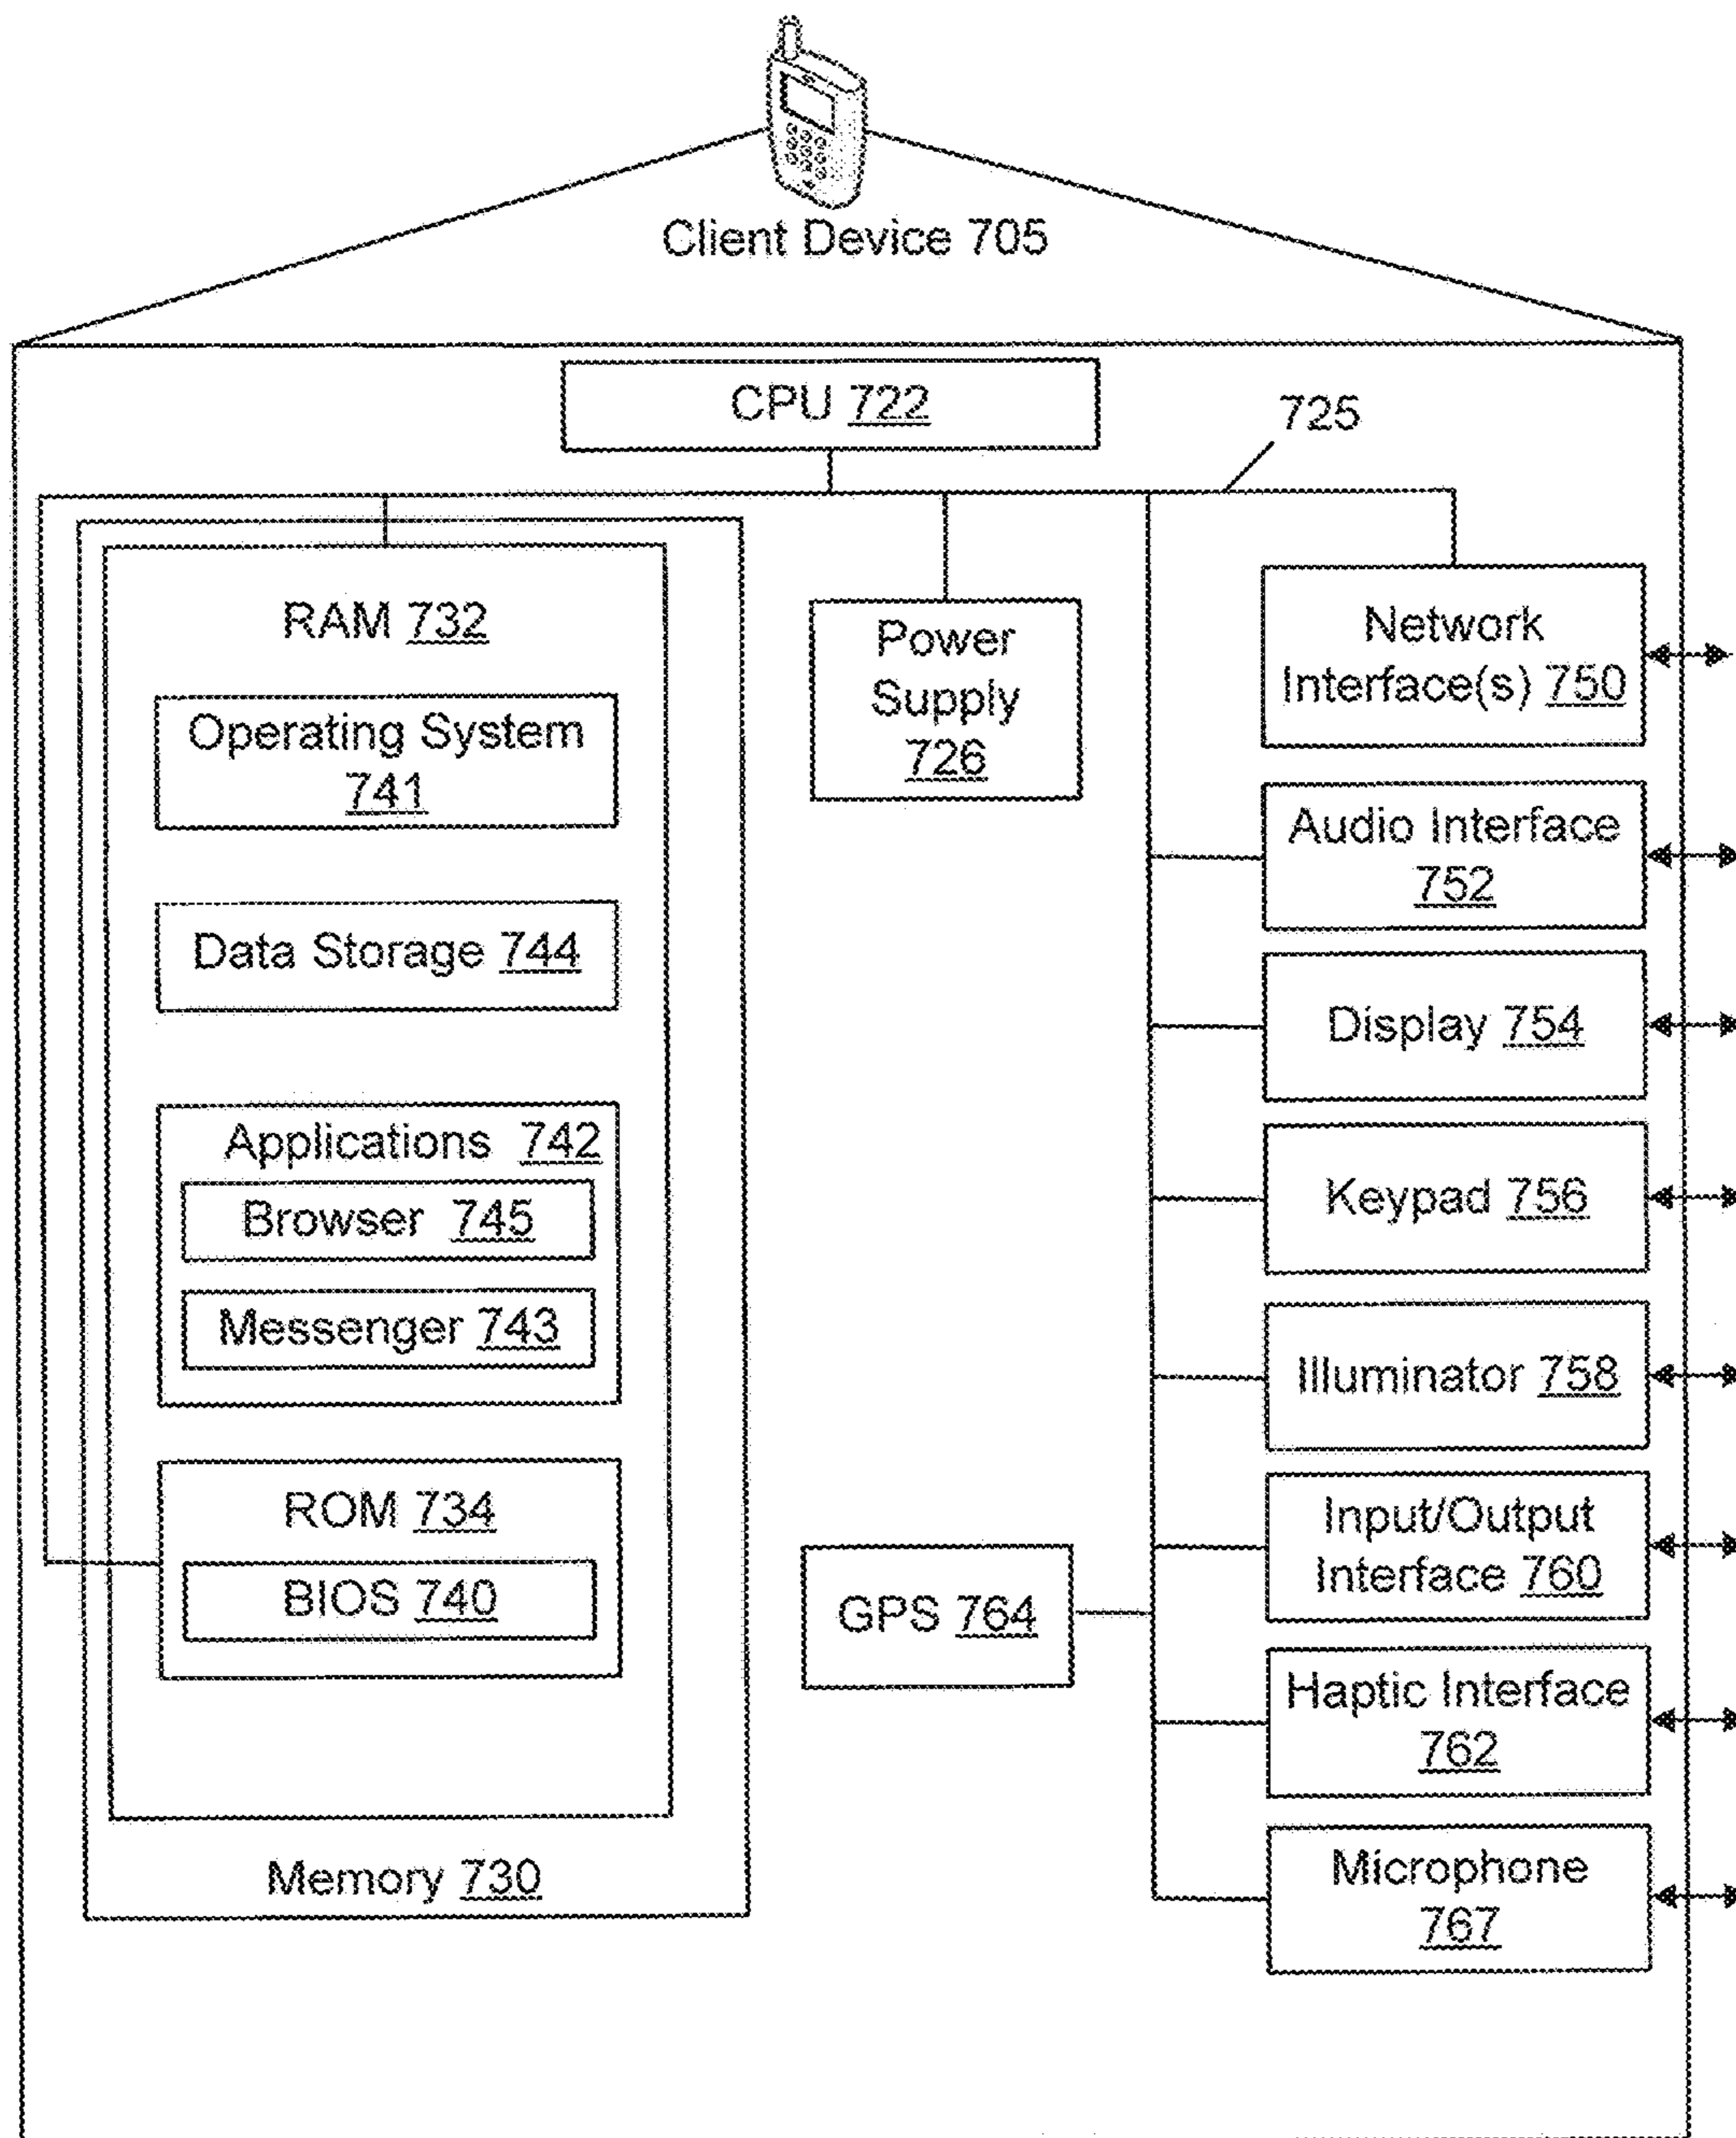 Client Device 705
CPU 722
725
RAM 732
Operating System
741
Data Storage 744
Applications 742
Browser 745
Messenger 743
ROM 734
BIOS 740
Memory 730
Power
Supply
726
GPS 764
Network
Interface(s) 750
Audio Interface
752
Display 754
Keypad 756
Illuminator 758
Input/Output
Interface 760
Haptic Interface
762
Microphone
767